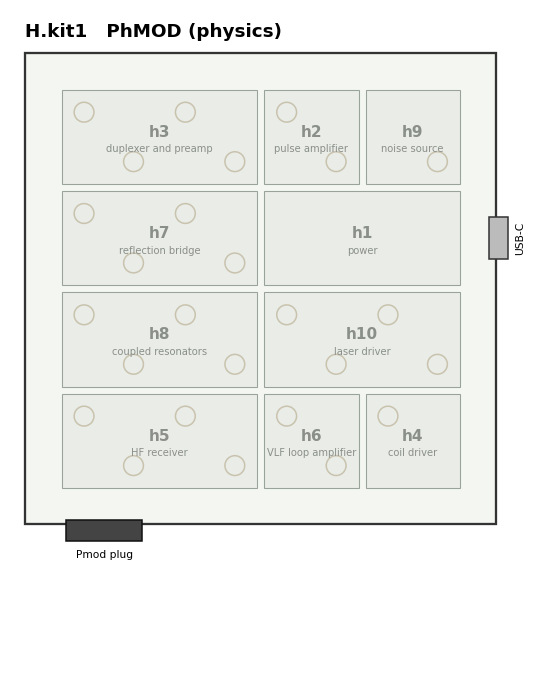 H.kit1 PhMOD (physics)
h3
duplexer and preamp
h2
pulse amplifier
h9
noise source
h7
reflection bridge
h1
power
USB-C
h8
coupled resonators
h10
laser driver
h5
HF receiver
h6
VLF loop amplifier
h4
coil driver
Pmod plug